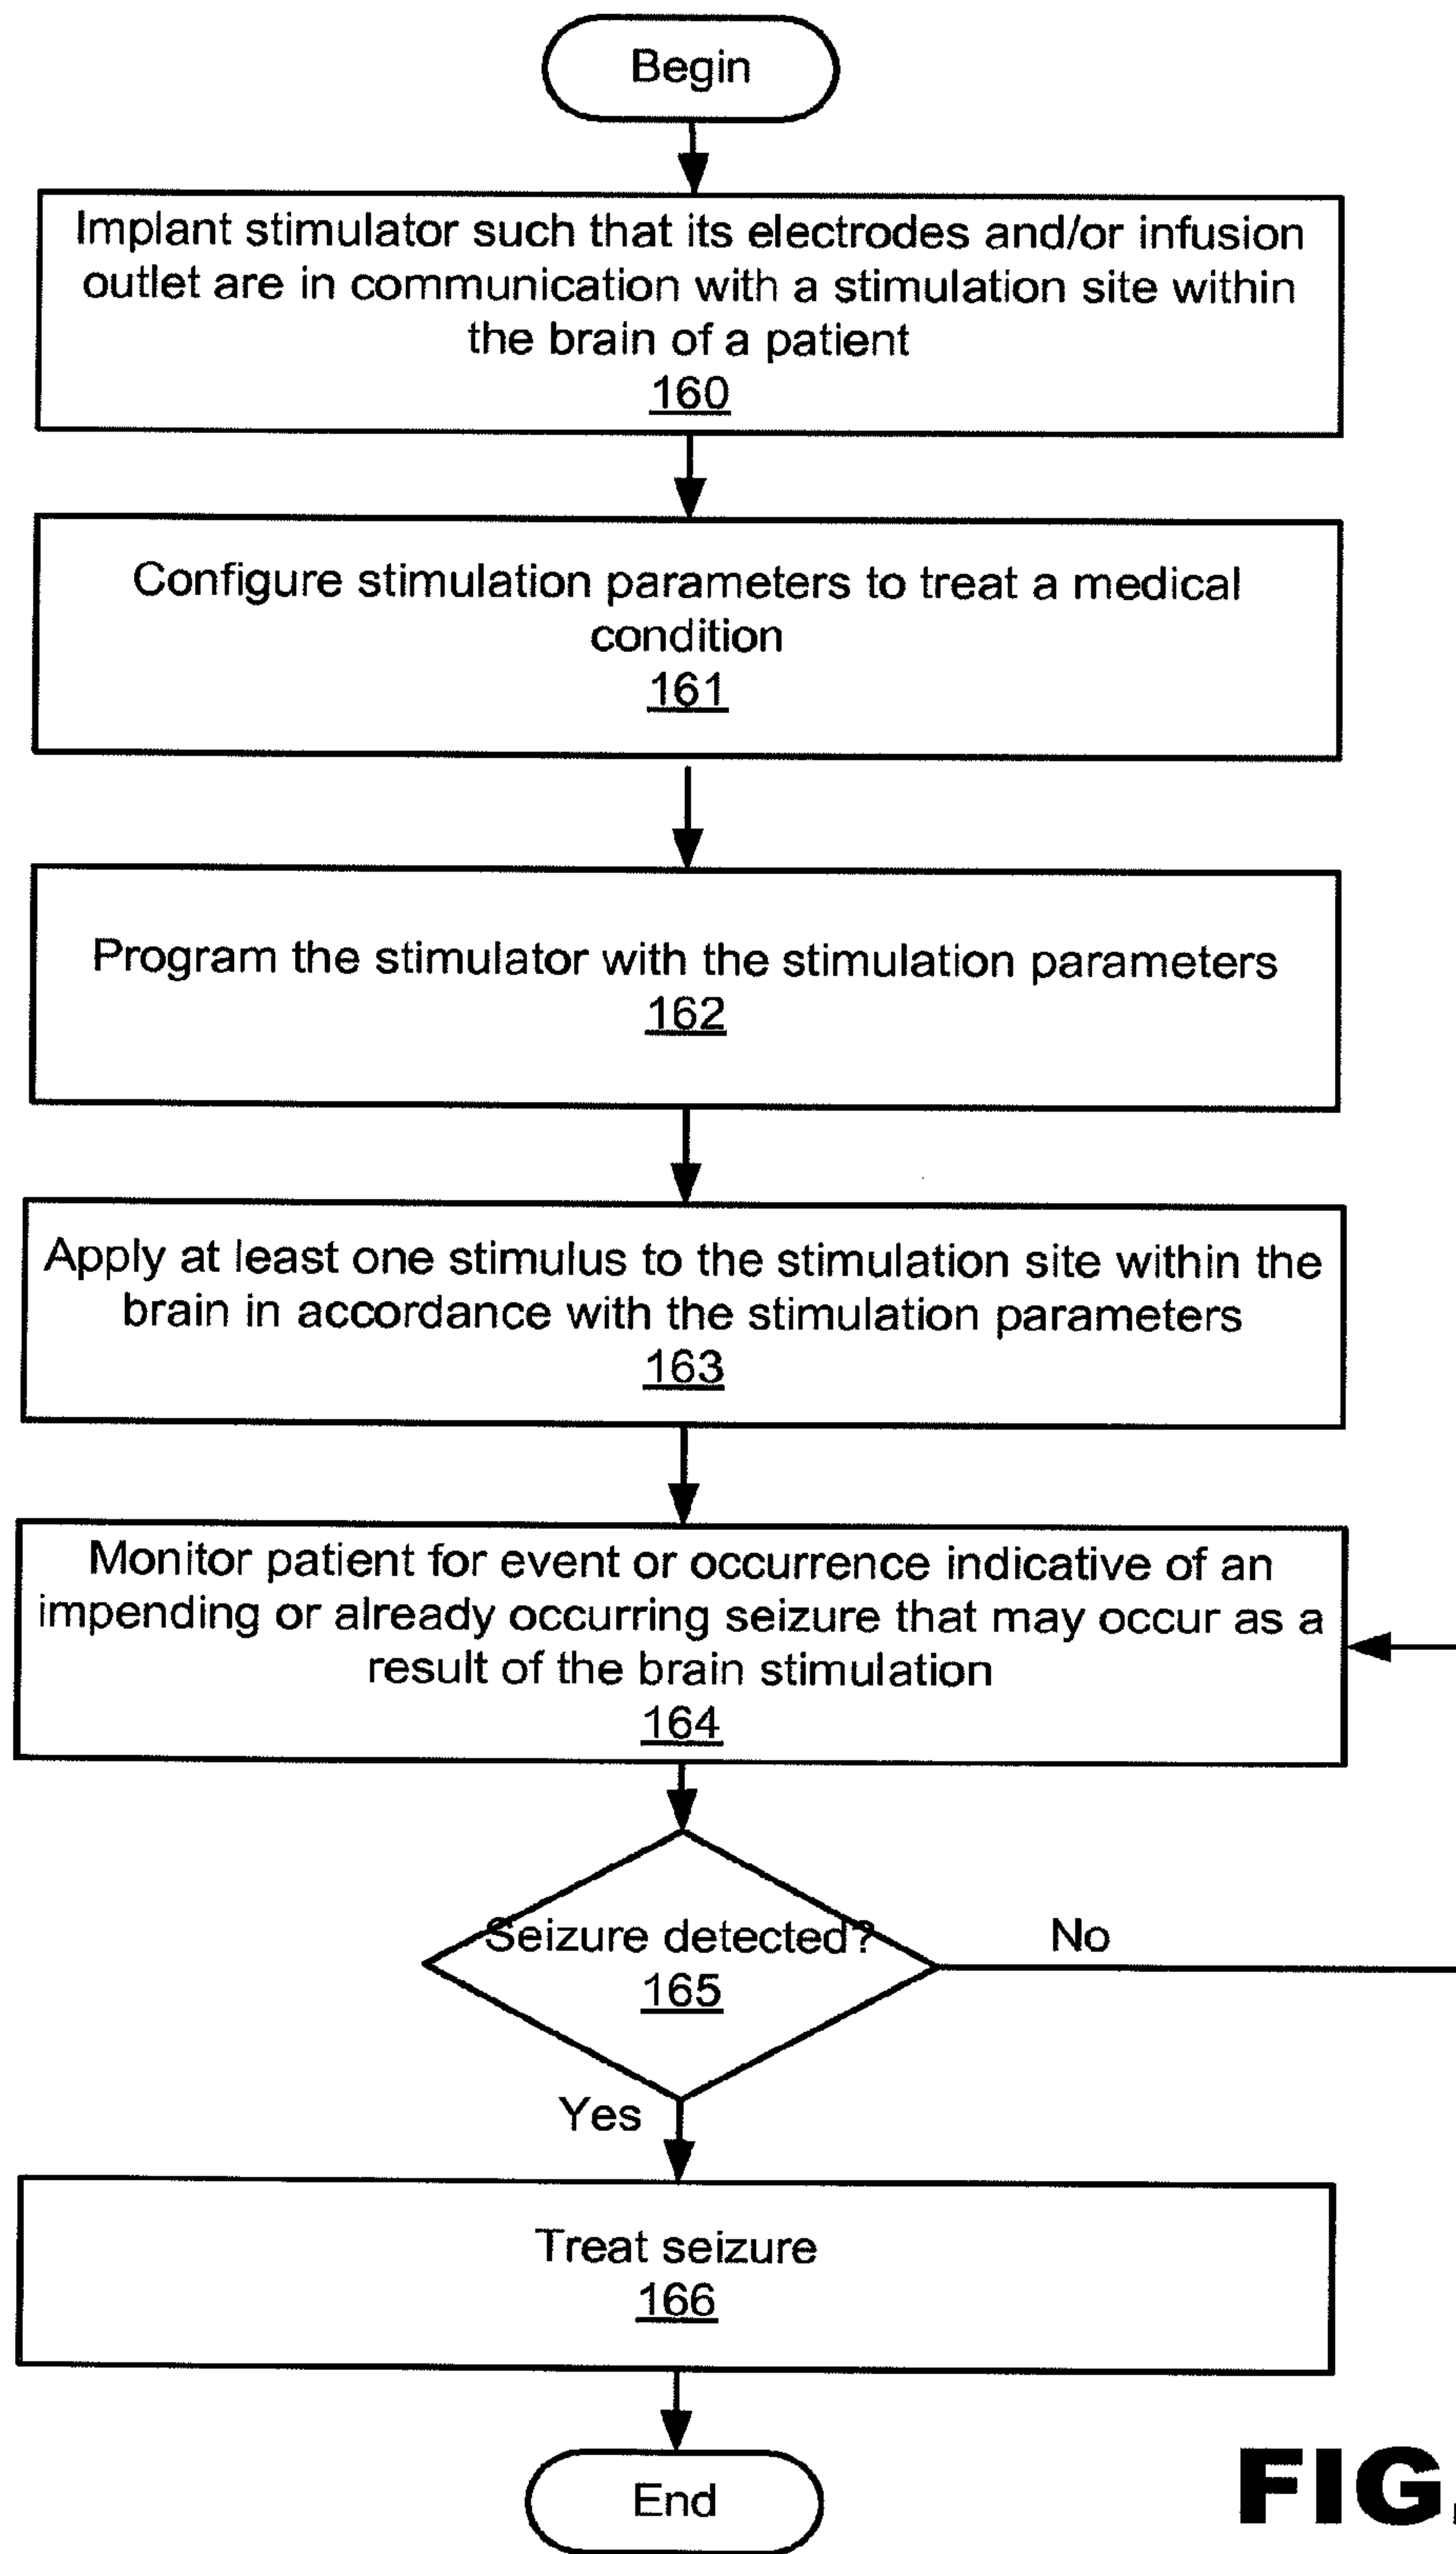 Begin
Implant stimulator such that its electrodes and/or infusion
outlet are in communication with a stimulation site within
the brain of a patient
160
Configure stimulation parameters to treat a medical
condition
161
Program the stimulator with the stimulation parameters
162
Apply at least one stimulus to the stimulation site within the
brain in accordance with the stimulation parameters
163
Monitor patient for event or occurrence indicative of an
impending or already occurring seizure that may occur as a
result of the brain stimulation
164
Seizure detected?
165
No
Yes
Treat seizure
166
End
FIG.